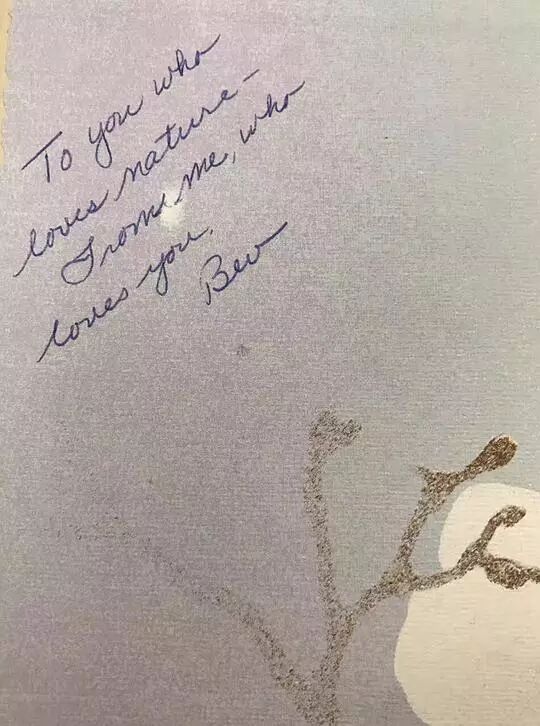 To you who
loves nature -
From me, who
loves you.
Bev